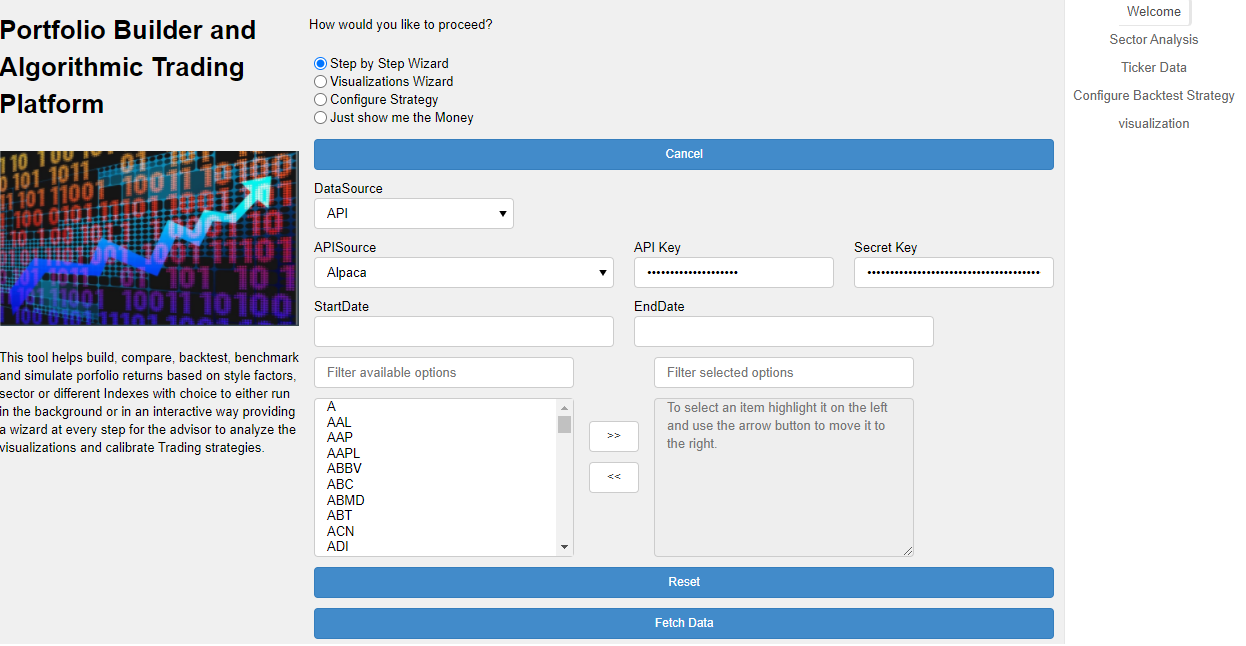 Portfolio Builder and
Algorithmic Trading
Platform
This tool helps build, compare, backtest, benchmark
and simulate porfolio returns based on style factors,
sector or different Indexes with choice to either run
in the background or in an interactive way providing
a wizard at every step for the advisor to analyze the
visualizations and calibrate Trading strategies.
How would you like to proceed?
Step by Step Wizard
Visualizations Wizard
Configure Strategy
Just show me the Money
Cancel
DataSource
API
APISource
API Key
Secret Key
Alpaca
StartDate
EndDate
Filter available options
Filter selected options
A
AAL
AAP
AAPL
ABBV
ABC
ABMD
ABT
ACN
ADI
>>
<<
To select an item highlight it on the left
and use the arrow button to move it to
the right.
Reset
Fetch Data
Welcome
Sector Analysis
Ticker Data
Configure Backtest Strategy
visualization